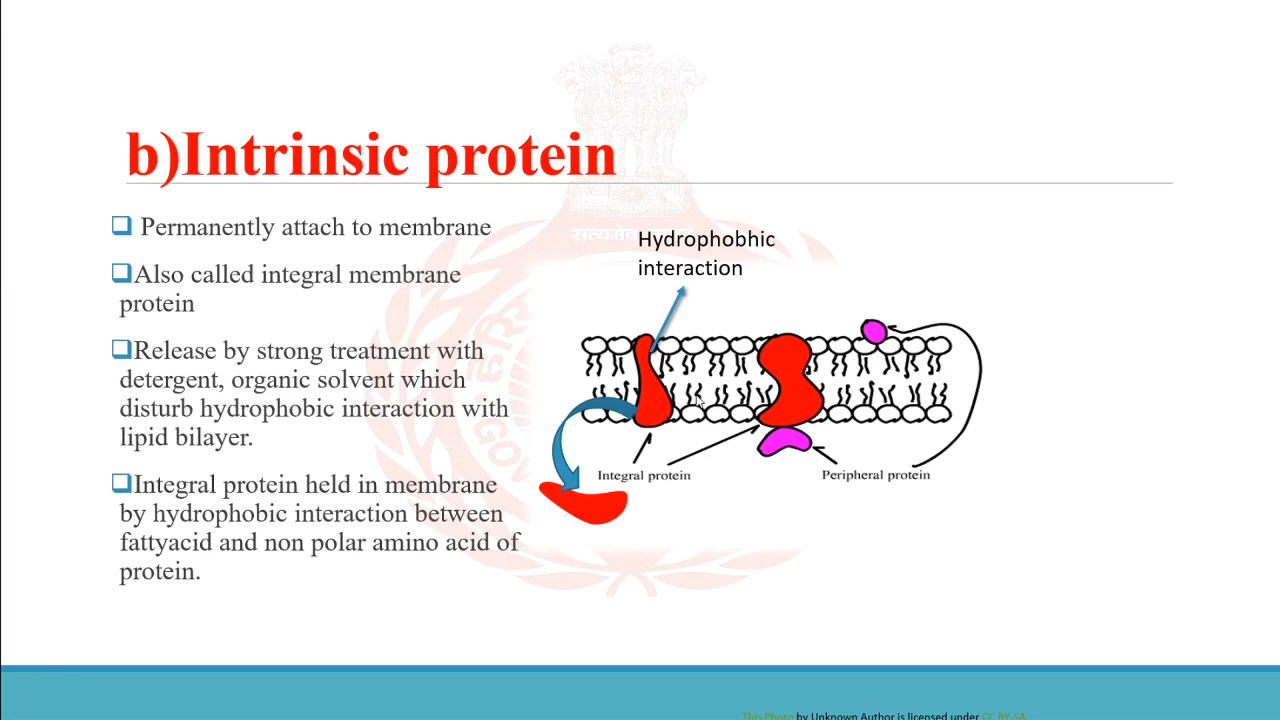 b)Intrinsic protein
❑ Permanently attach to membrane
❑Also called integral membrane
protein
❑Release by strong treatment with
detergent, organic solvent which
disturb hydrophobic interaction with
lipid bilayer.
❑Integral protein held in membrane
by hydrophobic interaction between
fattyacid and non polar amino acid of
protein.
Hydrophobhic
interaction
Integral protein
Peripheral protein
This Photo by Unknown Author is licensed under CC BY-SA